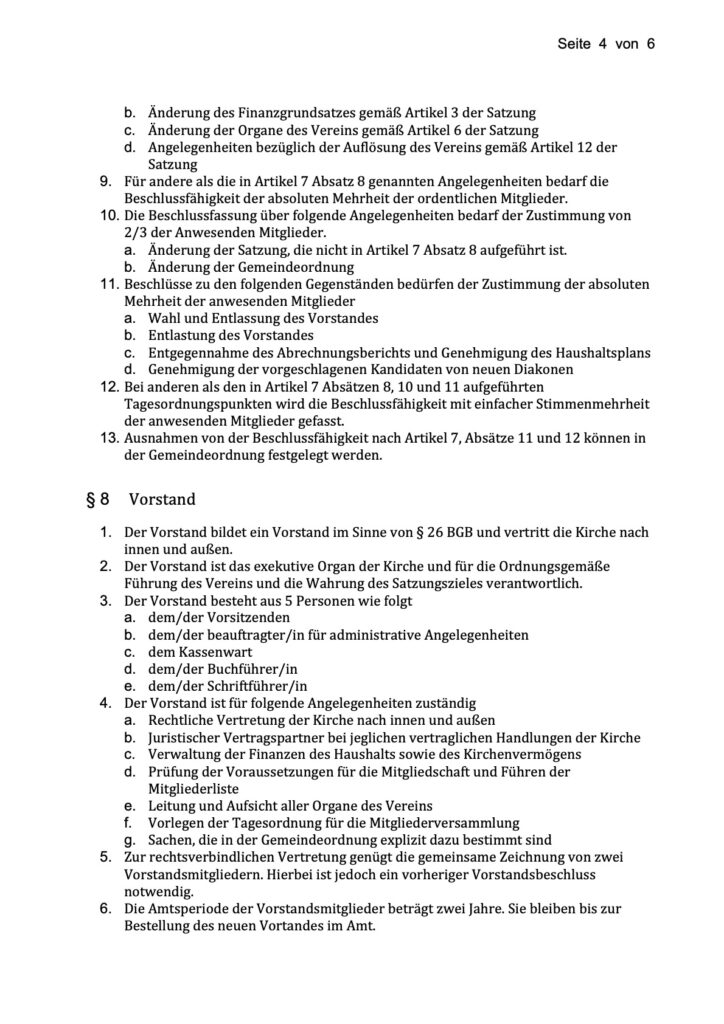 Seite 4 von 6
b. Änderung des Finanzgrundsatzes gemäß Artikel 3 der Satzung
c. Änderung der Organe des Vereins gemäß Artikel 6 der Satzung
d. Angelegenheiten bezüglich der Auflösung des Vereins gemäß Artikel 12 der
Satzung
9. Für andere als die in Artikel 7 Absatz 8 genannten Angelegenheiten bedarf die
Beschlussfähigkeit der absoluten Mehrheit der ordentlichen Mitglieder.
10. Die Beschlussfassung über folgende Angelegenheiten bedarf der Zustimmung von
2/3 der Anwesenden Mitglieder.
a. Änderung der Satzung, die nicht in Artikel 7 Absatz 8 aufgeführt ist.
b. Änderung der Gemeindeordnung
11. Beschlüsse zu den folgenden Gegenständen bedürfen der Zustimmung der absoluten
Mehrheit der anwesenden Mitglieder
a. Wahl und Entlassung des Vorstandes
b. Entlastung des Vorstandes
c. Entgegennahme des Abrechnungsberichts und Genehmigung des Haushaltsplans
d. Genehmigung der vorgeschlagenen Kandidaten von neuen Diakonen
12. Bei anderen als den in Artikel 7 Absätzen 8, 10 und 11 aufgeführten
Tagesordnungspunkten wird die Beschlussfähigkeit mit einfacher Stimmenmehrheit
der anwesenden Mitglieder gefasst.
13. Ausnahmen von der Beschlussfähigkeit nach Artikel 7, Absätze 11 und 12 können in
der Gemeindeordnung festgelegt werden.
§ 8 Vorstand
1. Der Vorstand bildet ein Vorstand im Sinne von § 26 BGB und vertritt die Kirche nach
innen und außen.
2. Der Vorstand ist das exekutive Organ der Kirche und für die Ordnungsgemäße
Führung des Vereins und die Wahrung des Satzungszieles verantwortlich.
3. Der Vorstand besteht aus 5 Personen wie folgt
a. dem/der Vorsitzenden
b. dem/der beauftragter/in für administrative Angelegenheiten
c. dem Kassenwart
d. dem/der Buchführer/in
e. dem/der Schriftführer/in
4. Der Vorstand ist für folgende Angelegenheiten zuständig
a. Rechtliche Vertretung der Kirche nach innen und außen
b. Juristischer Vertragspartner bei jeglichen vertraglichen Handlungen der Kirche
c. Verwaltung der Finanzen des Haushalts sowie des Kirchenvermögens
d. Prüfung der Voraussetzungen für die Mitgliedschaft und Führen der
Mitgliederliste
e. Leitung und Aufsicht aller Organe des Vereins
f. Vorlegen der Tagesordnung für die Mitgliederversammlung
g. Sachen, die in der Gemeindeordnung explizit dazu bestimmt sind
5. Zur rechtsverbindlichen Vertretung genügt die gemeinsame Zeichnung von zwei
Vorstandsmitgliedern. Hierbei ist jedoch ein vorheriger Vorstandsbeschluss
notwendig.
6. Die Amtsperiode der Vorstandsmitglieder beträgt zwei Jahre. Sie bleiben bis zur
Bestellung des neuen Vortandes im Amt.